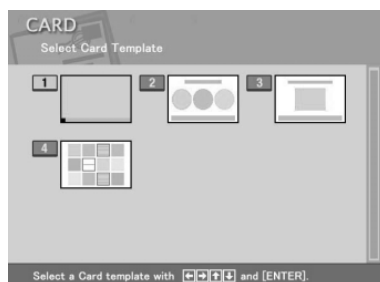 CARD
Select Card Template
1 2 3
4
Select a Card template with ←→↑↓ and [ENTER].